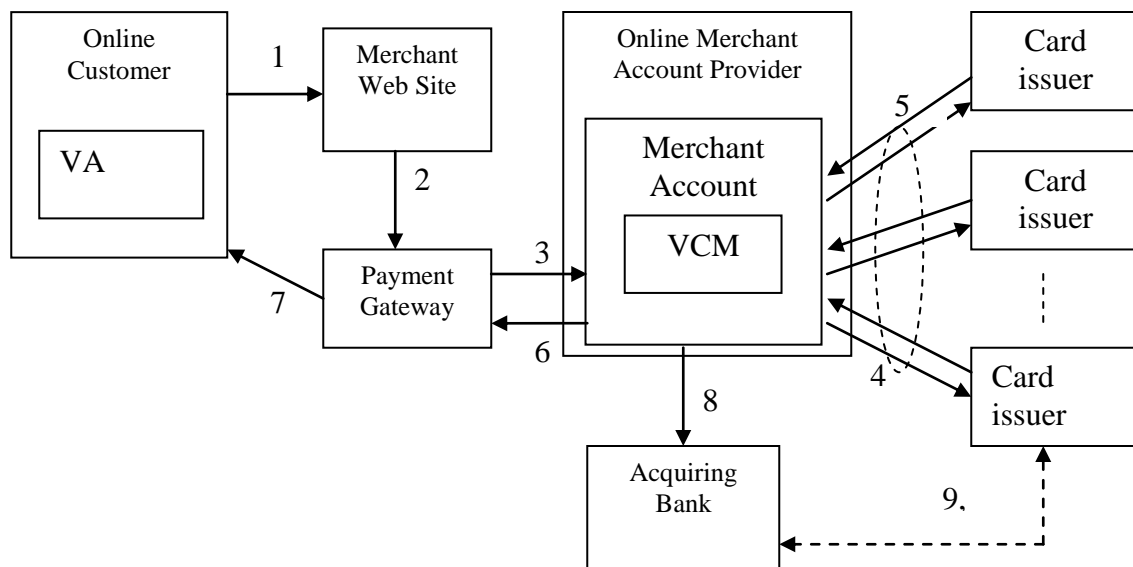 Online
Customer
VA
1
Merchant
Web Site
2
Payment
Gateway
7
3
6
Online Merchant
Account Provider
Merchant
Account
VCM
8
Acquiring
Bank
5
4
Card
issuer
Card
issuer
Card
issuer
9,